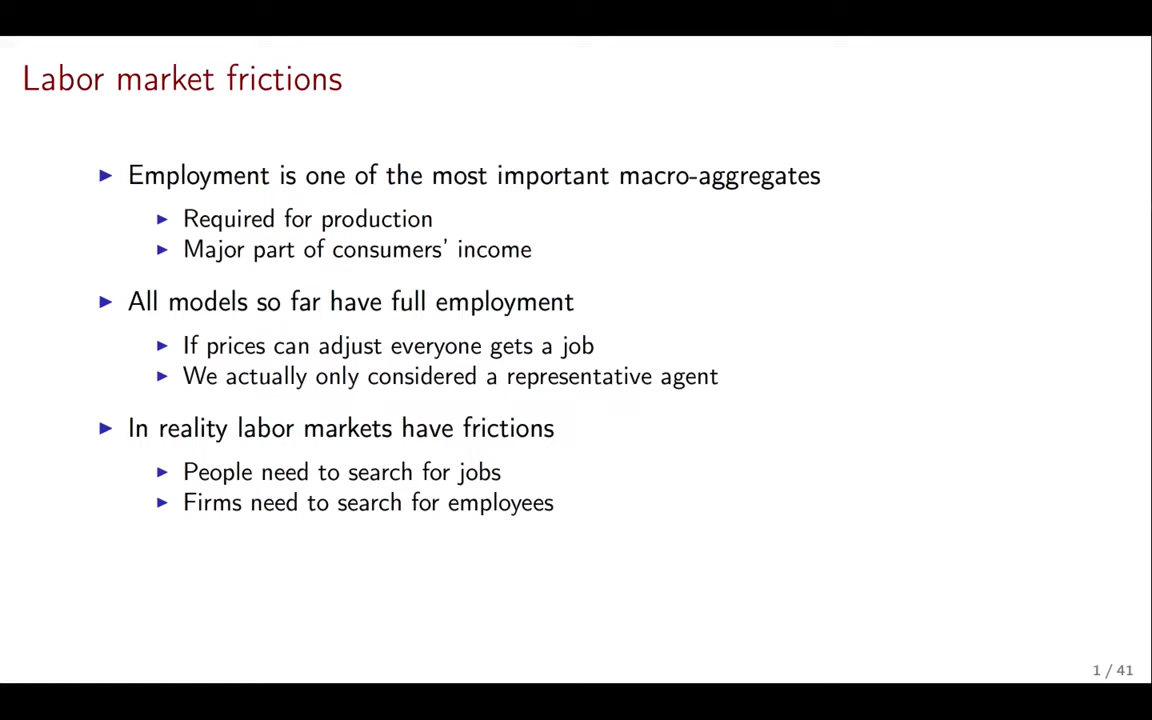 Labor market frictions
▶ Employment is one of the most important macro-aggregates
▶ Required for production
▶ Major part of consumers' income
▶ All models so far have full employment
▶ If prices can adjust everyone gets a job
▶ We actually only considered a representative agent
▶ In reality labor markets have frictions
▶ People need to search for jobs
▶ Firms need to search for employees
1 / 41